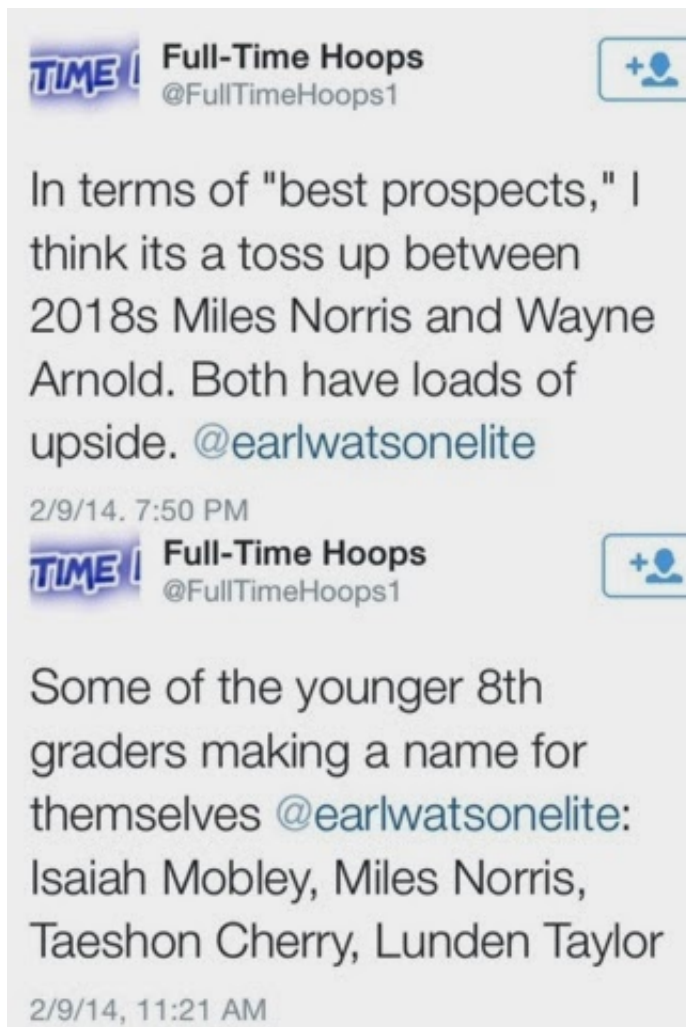 TIME
Full-Time Hoops
@FullTimeHoops1
In terms of "best prospects," I
think its a toss up between
2018s Miles Norris and Wayne
Arnold. Both have loads of
upside. @earlwatsonelite
2/9/14. 7:50 PM
TIME
Full-Time Hoops
@FullTimeHoops1
Some of the younger 8th
graders making a name for
themselves @earlwatsonelite:
Isaiah Mobley, Miles Norris,
Taeshon Cherry, Lunden Taylor
2/9/14, 11:21 AM